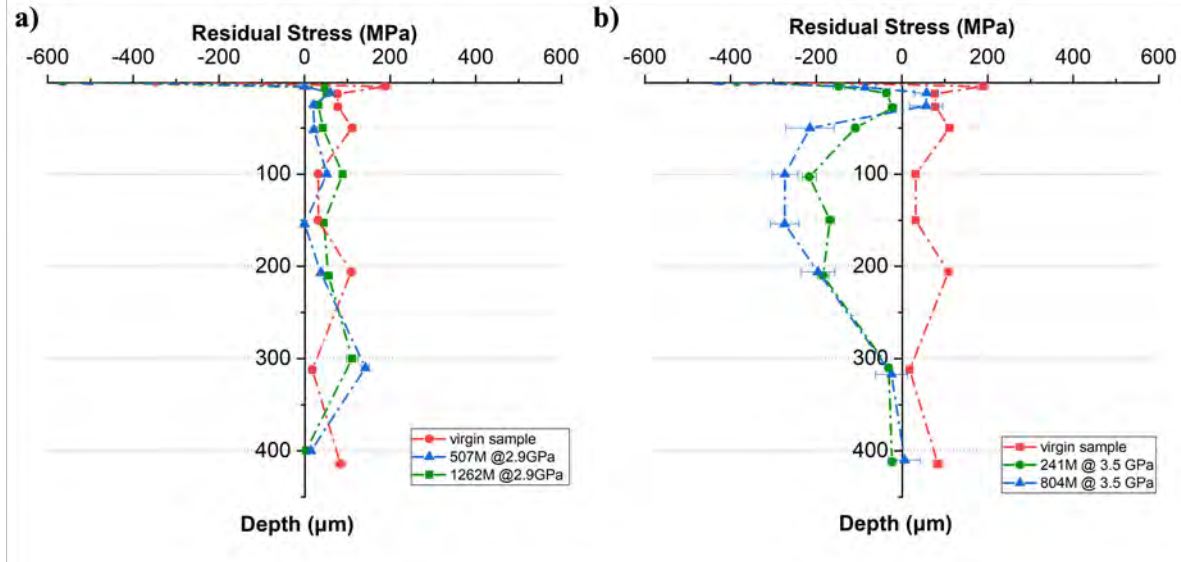 a)
Residual Stress (MPa)
-600 -400 -200 0 200 400 600
100
200
300
400
virgin sample
507M @2.9GPa
1262M @2.9GPa
Depth (μm)
b)
Residual Stress (MPa)
-600 -400 -200 0 200 400 600
100
200
300
400
virgin sample
241M @ 3.5 GPa
804M @ 3.5 GPa
Depth (μm)